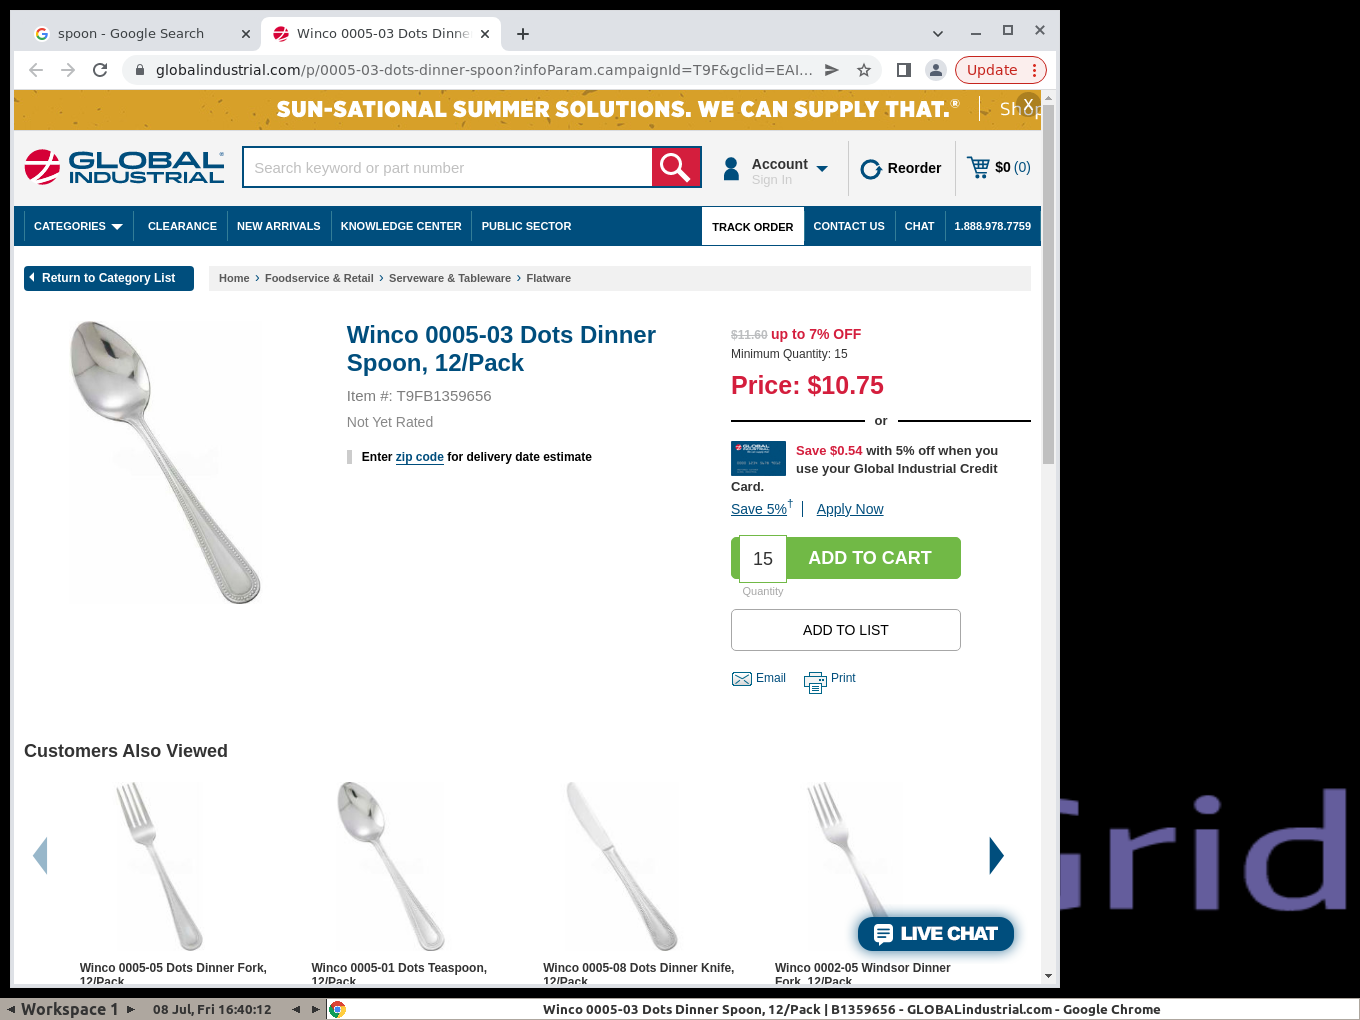 spoon - Google Search
Winco 0005-03 Dots Dinne
globalindustrial.com/p/0005-03-dots-dinner-spoon?infoParam.campaignId=T9F&gclid=EAI...
Update
SUN-SATIONAL SUMMER SOLUTIONS. WE CAN SUPPLY THAT.®
Shop
X
GLOBAL
INDUSTRIAL
Search keyword or part number
Account
Sign In
Reorder
$0 (0)
CATEGORIES
CLEARANCE
NEW ARRIVALS
KNOWLEDGE CENTER
PUBLIC SECTOR
TRACK ORDER
CONTACT US
CHAT
1.888.978.7759
Return to Category List
Home › Foodservice & Retail › Serveware & Tableware › Flatware
Winco 0005-03 Dots Dinner
Spoon, 12/Pack
Item #: T9FB1359656
Not Yet Rated
Enter zip code for delivery date estimate
$11.60 up to 7% OFF
Minimum Quantity: 15
Price: $10.75
or
Save $0.54 with 5% off when you
use your Global Industrial Credit
Card.
Save 5%†
Apply Now
15
ADD TO CART
Quantity
ADD TO LIST
Email
Print
Customers Also Viewed
Winco 0005-05 Dots Dinner Fork,
12/Pack
Winco 0005-01 Dots Teaspoon,
12/Pack
Winco 0005-08 Dots Dinner Knife,
12/Pack
Winco 0002-05 Windsor Dinner
Fork, 12/Pack
LIVE CHAT
Grid
Workspace 1
08 Jul, Fri 16:40:12
Winco 0005-03 Dots Dinner Spoon, 12/Pack | B1359656 - GLOBALindustrial.com - Google Chrome